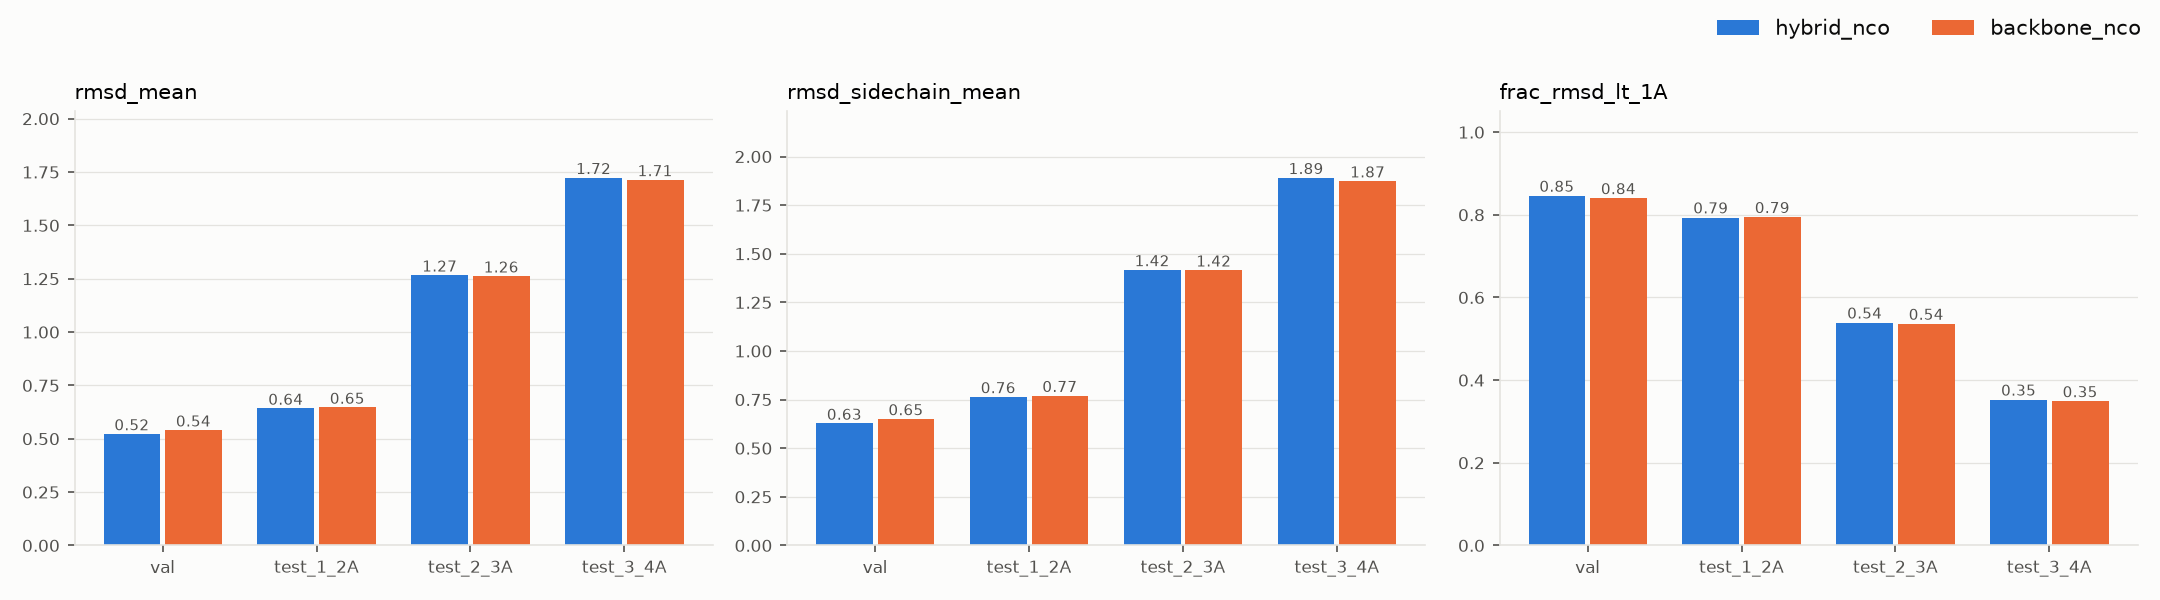 hybrid_nco
backbone_nco
rmsd_mean
2.00
1.75
1.50
1.25
1.00
0.75
0.50
0.25
0.00
0.52
0.54
0.64
0.65
1.27
1.26
1.72
1.71
val
test_1_2A
test_2_3A
test_3_4A
rmsd_sidechain_mean
2.00
1.75
1.50
1.25
1.00
0.75
0.50
0.25
0.00
0.63
0.65
0.76
0.77
1.42
1.42
1.89
1.87
val
test_1_2A
test_2_3A
test_3_4A
frac_rmsd_lt_1A
1.0
0.8
0.6
0.4
0.2
0.0
0.85
0.84
0.79
0.79
0.54
0.54
0.35
0.35
val
test_1_2A
test_2_3A
test_3_4A